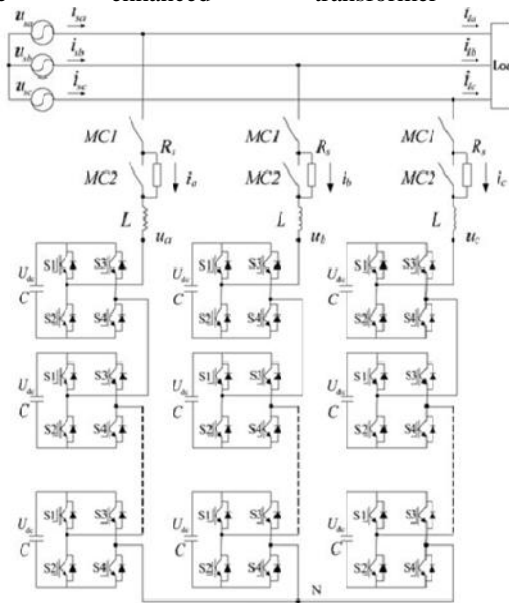 enhanced transformer
u_sa i_sa i_la
u_sb i_sb i_lb Load
u_sc i_sc i_lc
MC1 MC1 MC1
R_s R_s R_s
MC2 i_a MC2 i_b MC2 i_c
L L L
u_a u_b u_c
U_dc S1 S3 U_dc S1 S3 U_dc S1 S3
C C C
S2 S4 S2 S4 S2 S4
U_dc S1 S3 U_dc S1 S3 U_dc S1 S3
C C C
S2 S4 S2 S4 S2 S4
U_dc S1 S3 U_dc S1 S3 U_dc S1 S3
C C C
S2 S4 S2 S4 S2 S4
N